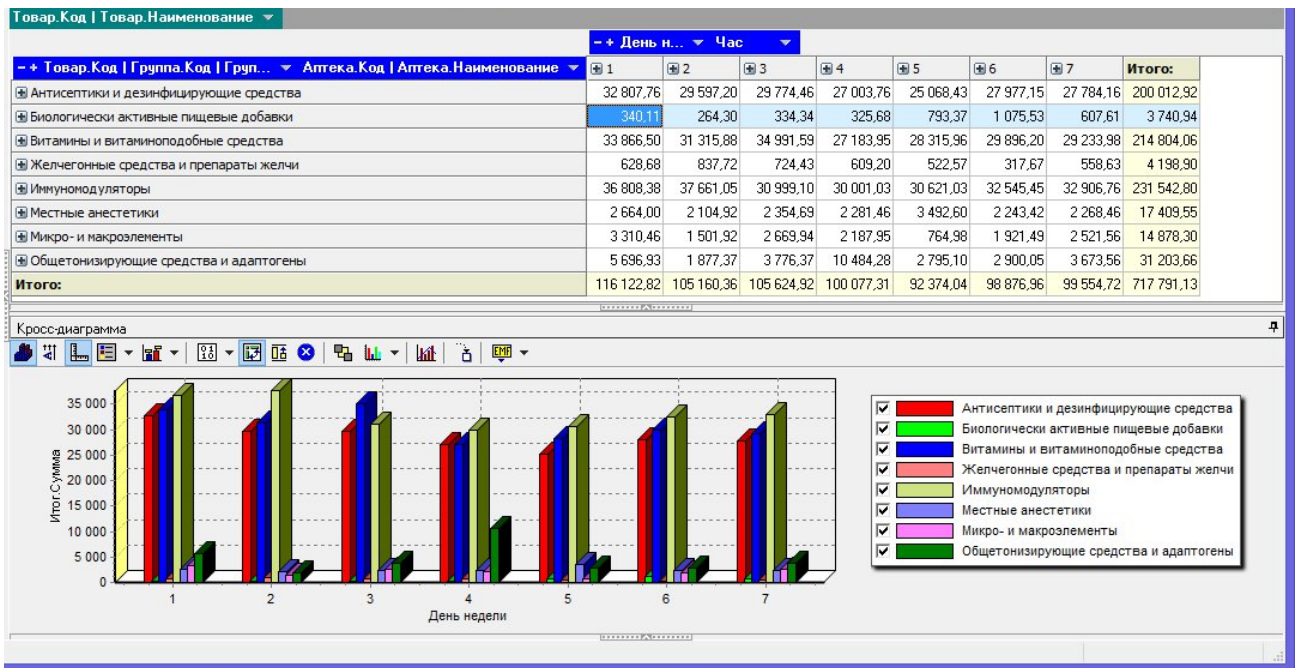 Товар.Код | Товар.Наименование
- + День н... Час
- + Товар.Код | Группа.Код | Груп... Аптека.Код | Аптека.Наименование 1 2 3 4 5 6 7 Итого:
Антисептики и дезинфицирующие средства 32 807,76 29 597,20 29 774,46 27 003,76 25 068,43 27 977,15 27 784,16 200 012,92
Биологически активные пищевые добавки 340,11 264,30 334,34 325,68 793,37 1 075,53 607,61 3 740,94
Витамины и витаминоподобные средства 33 866,50 31 315,88 34 991,59 27 183,95 28 315,96 29 896,20 29 233,98 214 804,06
Желчегонные средства и препараты желчи 628,68 837,72 724,43 609,20 522,57 317,67 558,63 4 198,90
Иммуномодуляторы 36 808,38 37 661,05 30 999,10 30 001,03 30 621,03 32 545,45 32 906,76 231 542,80
Местные анестетики 2 664,00 2 104,92 2 354,69 2 281,46 3 492,60 2 243,42 2 268,46 17 409,55
Микро- и макроэлементы 3 310,46 1 501,92 2 669,94 2 187,95 764,98 1 921,49 2 521,56 14 878,30
Общетонизирующие средства и адаптогены 5 696,93 1 877,37 3 776,37 10 484,28 2 795,10 2 900,05 3 673,56 31 203,66
Итого: 116 122,82 105 160,36 105 624,92 100 077,31 92 374,04 98 876,96 99 554,72 717 791,13
Кросс-диаграмма
EMF
35 000
30 000
25 000
20 000
15 000
10 000
5 000
0
Итог.Сумма
1 2 3 4 5 6 7
День недели
Антисептики и дезинфицирующие средства
Биологически активные пищевые добавки
Витамины и витаминоподобные средства
Желчегонные средства и препараты желчи
Иммуномодуляторы
Местные анестетики
Микро- и макроэлементы
Общетонизирующие средства и адаптогены